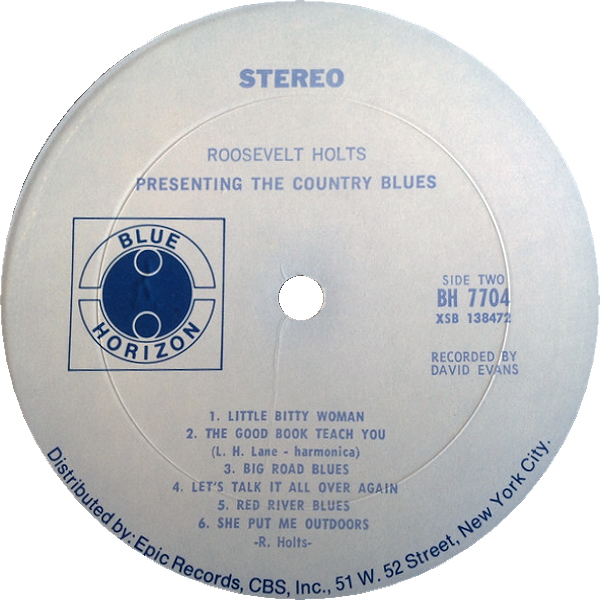 STEREO
ROOSEVELT HOLTS
PRESENTING THE COUNTRY BLUES
BLUE
HORIZON
SIDE TWO
BH 7704
XSB 138472
RECORDED BY
DAVID EVANS
1. LITTLE BITTY WOMAN
2. THE GOOD BOOK TEACH YOU
(L. H. Lane - harmonica)
3. BIG ROAD BLUES
4. LET'S TALK IT ALL OVER AGAIN
5. RED RIVER BLUES
6. SHE PUT ME OUTDOORS
-R. Holts-
Distributed by: Epic Records, CBS, Inc., 51 W. 52 Street, New York City.